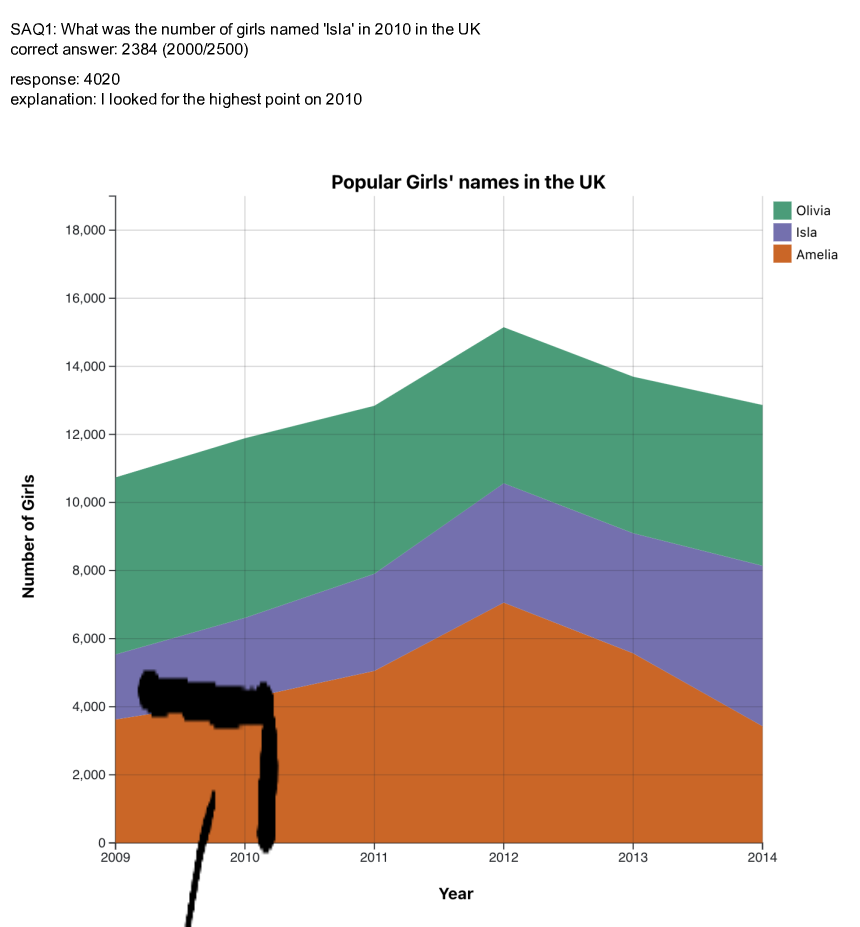 SAQ1: What was the number of girls named 'Isla' in 2010 in the UK
correct answer: 2384 (2000/2500)
response: 4020
explanation: I looked for the highest point on 2010
Popular Girls' names in the UK
Olivia
Isla
Amelia
18,000
16,000
14,000
12,000
10,000
8,000
6,000
4,000
2,000
0
Number of Girls
2009 2010 2011 2012 2013 2014
Year